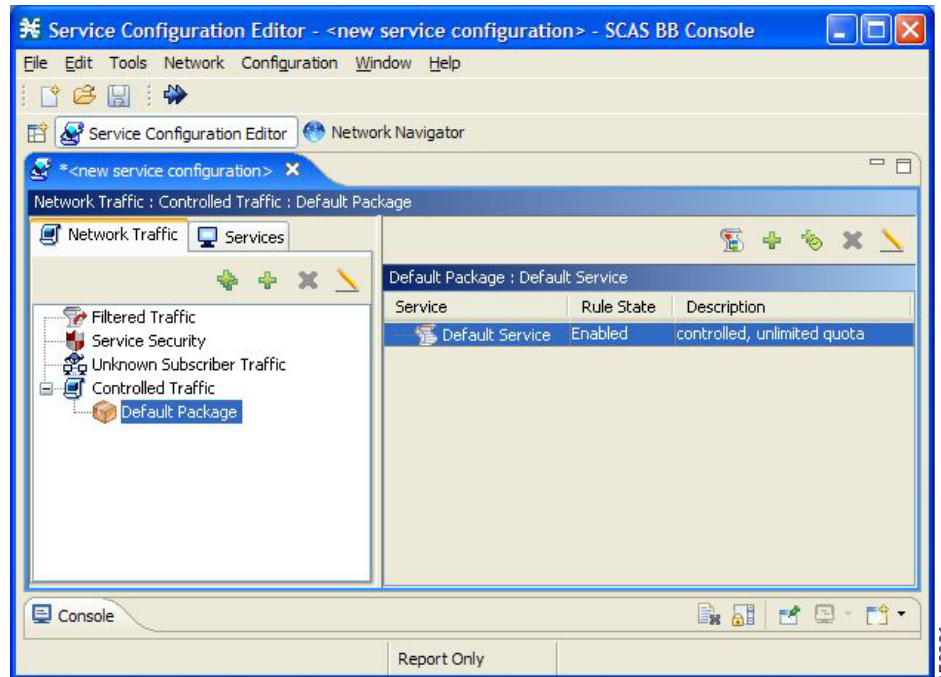 Service Configuration Editor - <new service configuration> - SCAS BB Console
File Edit Tools Network Configuration Window Help
Service Configuration Editor Network Navigator
*<new service configuration>
Network Traffic : Controlled Traffic : Default Package
Network Traffic Services
Filtered Traffic
Service Security
Unknown Subscriber Traffic
Controlled Traffic
Default Package
Default Package : Default Service
Service Rule State Description
Default Service Enabled controlled, unlimited quota
Console
Report Only